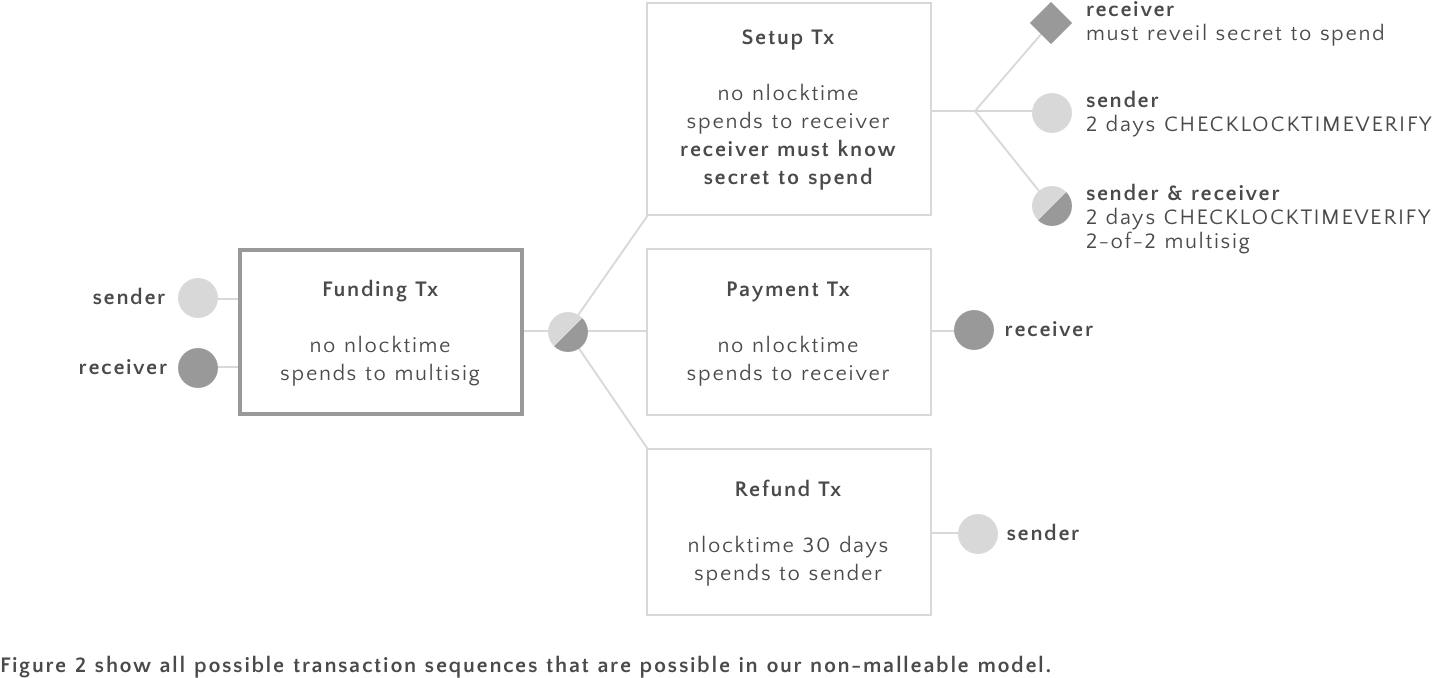 Setup Tx
no nlocktime
spends to receiver
receiver must know
secret to spend
receiver
must reveil secret to spend
sender
2 days CHECKLOCKTIMEVERIFY
sender & receiver
2 days CHECKLOCKTIMEVERIFY
2-of-2 multisig
sender
receiver
Funding Tx
no nlocktime
spends to multisig
Payment Tx
no nlocktime
spends to receiver
receiver
Refund Tx
nlocktime 30 days
spends to sender
sender
Figure 2 show all possible transaction sequences that are possible in our non-malleable model.